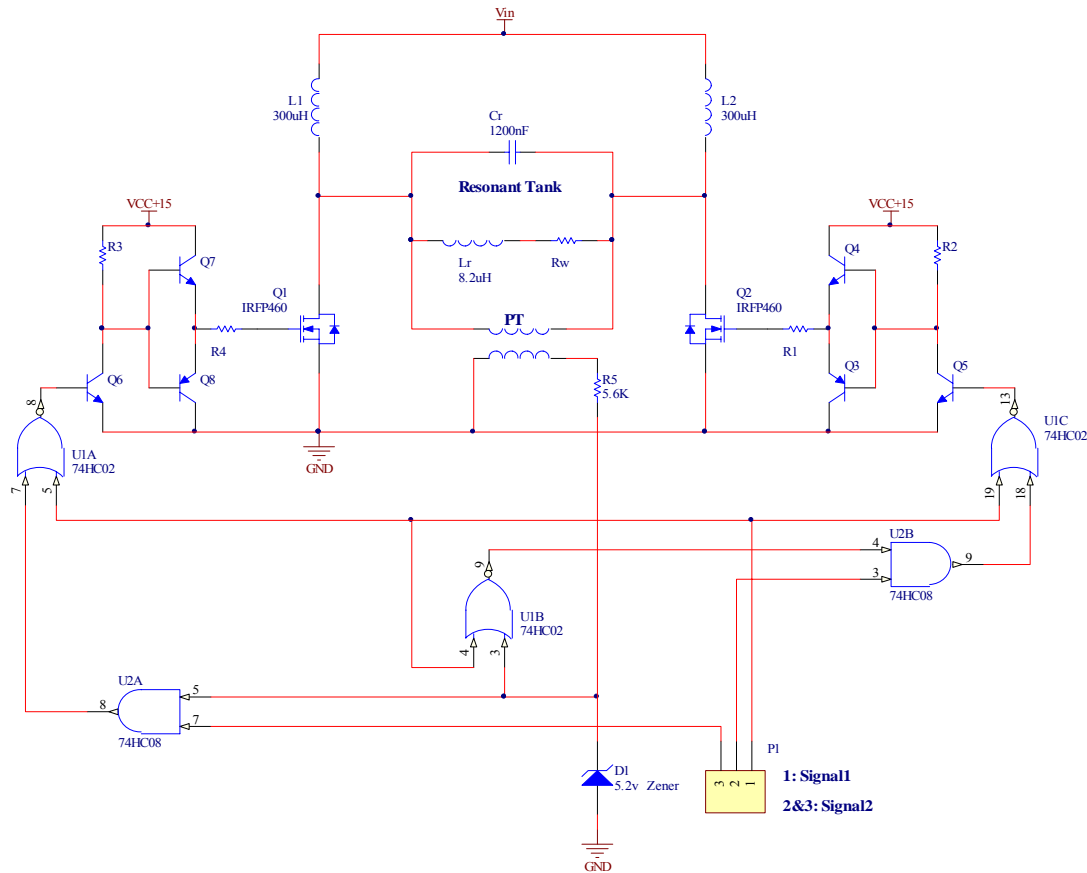 Vin
L1
300uH
L2
300uH
Cr
1200nF
Resonant Tank
VCC+15
VCC+15
R3
Q7
Lr
8.2uH
Rw
Q4
R2
Q1
IRFP460
Q2
IRFP460
PT
R4
R1
Q6
Q8
R5
5.6K
Q3
Q5
8
13
U1A
74HC02
GND
U1C
74HC02
7
5
19
18
U2B
4
9
3
74HC08
9
U1B
74HC02
4
3
U2A
5
8
7
74HC08
P1
D1
5.2v Zener
3
2
1
1: Signal1
2&3: Signal2
GND